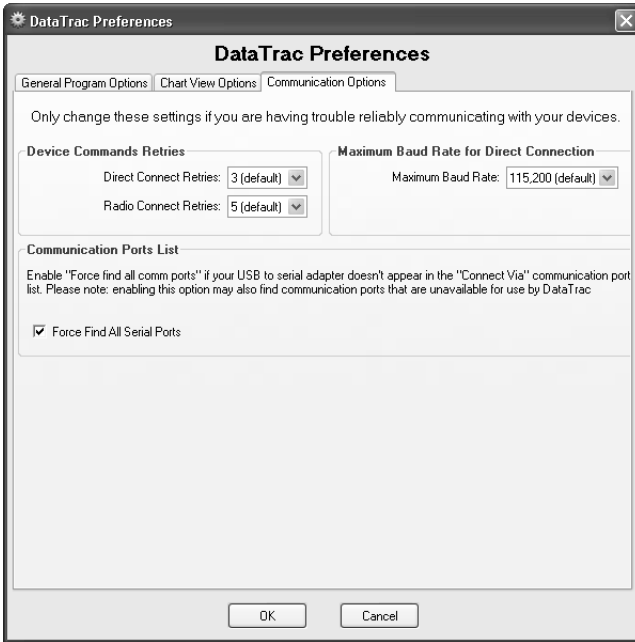 DataTrac Preferences
DataTrac Preferences
General Program Options
Chart View Options
Communication Options
Only change these settings if you are having trouble reliably communicating with your devices.
Device Commands Retries
Direct Connect Retries: 3 (default)
Radio Connect Retries: 5 (default)
Maximum Baud Rate for Direct Connection
Maximum Baud Rate: 115,200 (default)
Communication Ports List
Enable "Force find all comm ports" if your USB to serial adapter doesn't appear in the "Connect Via" communication port
list. Please note: enabling this option may also find communication ports that are unavailable for use by DataTrac
Force Find All Serial Ports
OK
Cancel